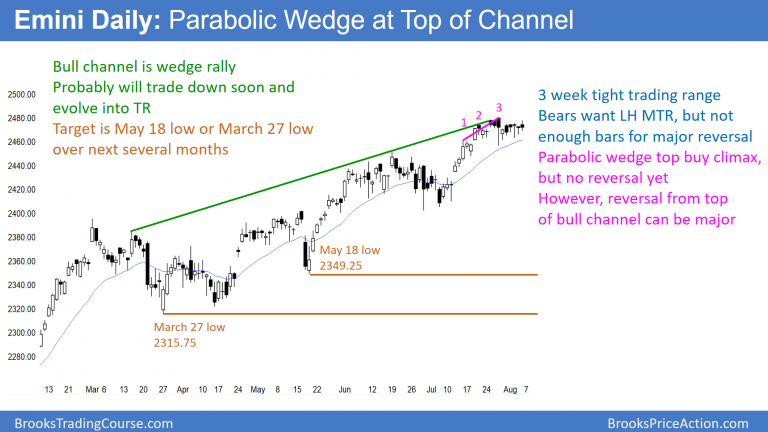 Emini Daily: Parabolic Wedge at Top of Channel
Bull channel is wedge rally
Probably will trade down soon and
evolve into TR
Target is May 18 low or March 27 low
over next several months
3 week tight trading range
Bears want LH MTR, but not
enough bars for major reversal
Parabolic wedge top buy climax,
but no reversal yet
However, reversal from top
of bull channel can be major
2500.00
2480.00
2460.00
2440.00
2420.00
2400.00
2380.00
2360.00
2340.00
2320.00
2300.00
2280.00
1
2
3
May 18 low
2349.25
March 27 low
2315.75
13 21 Mar 6 13 20 27 Apr 10 17 24 May 8 15 22 Jun 12 19 26 Jul 10 17 24 Aug 7
BrooksTradingCourse.com
BrooksPriceAction.com